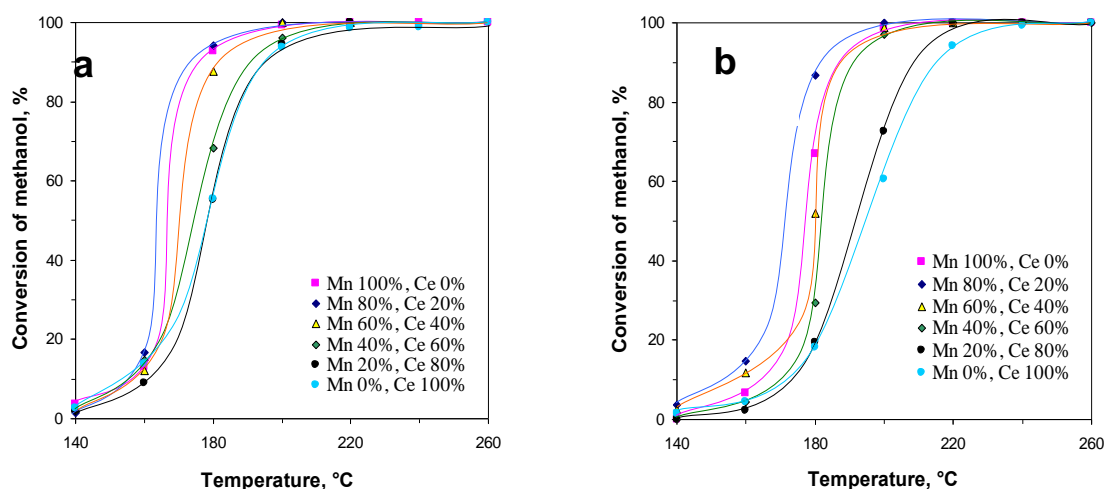 a
Conversion of methanol, %
100
80
60
40
20
0
140
180
220
260
Temperature, °C
Mn 100%, Ce 0%
Mn 80%, Ce 20%
Mn 60%, Ce 40%
Mn 40%, Ce 60%
Mn 20%, Ce 80%
Mn 0%, Ce 100%
b
Conversion of methanol, %
100
80
60
40
20
0
140
180
220
260
Temperature, °C
Mn 100%, Ce 0%
Mn 80%, Ce 20%
Mn 60%, Ce 40%
Mn 40%, Ce 60%
Mn 20%, Ce 80%
Mn 0%, Ce 100%